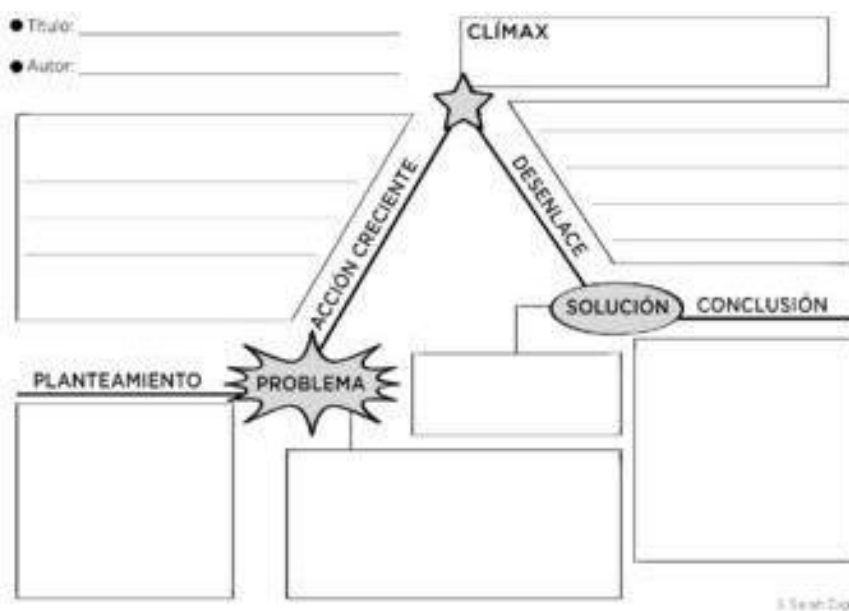 Título:
Autor:
CLÍMAX
ACCIÓN CRECIENTE
DESENLACE
SOLUCIÓN
CONCLUSIÓN
PLANTEAMIENTO
PROBLEMA